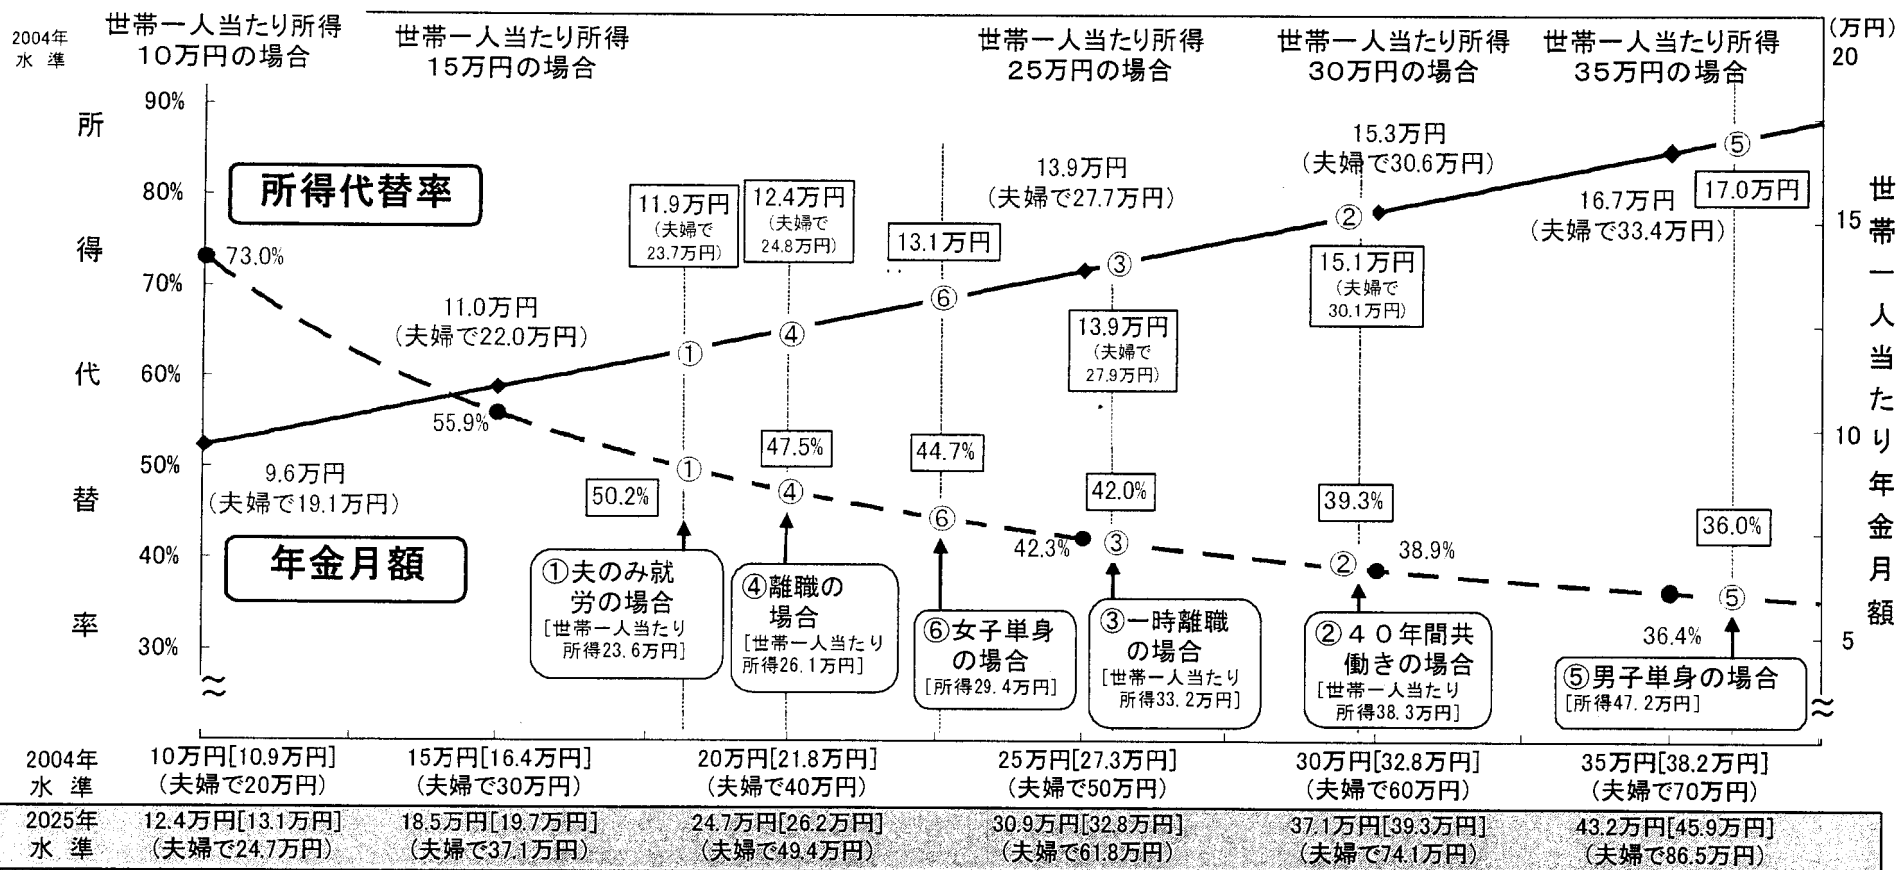 2004年
水 準
世帯一人当たり所得
10万円の場合
世帯一人当たり所得
15万円の場合
世帯一人当たり所得
25万円の場合
世帯一人当たり所得
30万円の場合
世帯一人当たり所得
35万円の場合
(万円)
20
15
10
5
90%
80%
70%
60%
50%
40%
30%
所得代替率
世帯一人当たり年金月額
所得代替率
年金月額
73.0%
9.6万円
(夫婦で19.1万円)
11.0万円
(夫婦で22.0万円)
55.9%
11.9万円
(夫婦で
23.7万円)
①
①
50.2%
①夫のみ就
労の場合
[世帯一人当たり
所得23.6万円]
12.4万円
(夫婦で
24.8万円)
④
47.5%
④
④離職の
場合
[世帯一人当たり
所得26.1万円]
13.1万円
⑥
44.7%
⑥
⑥女子単身
の場合
[所得29.4万円]
13.9万円
(夫婦で27.7万円)
③
13.9万円
(夫婦で
27.9万円)
42.0%
42.3%
③
③一時離職
の場合
[世帯一人当たり
所得33.2万円]
15.3万円
(夫婦で30.6万円)
②
15.1万円
(夫婦で
30.1万円)
39.3%
②
38.9%
②40年間共
働きの場合
[世帯一人当たり
所得38.3万円]
⑤
17.0万円
16.7万円
(夫婦で33.4万円)
36.0%
⑤
36.4%
⑤男子単身の場合
[所得47.2万円]
2004年
水 準
10万円[10.9万円]
(夫婦で20万円)
15万円[16.4万円]
(夫婦で30万円)
20万円[21.8万円]
(夫婦で40万円)
25万円[27.3万円]
(夫婦で50万円)
30万円[32.8万円]
(夫婦で60万円)
35万円[38.2万円]
(夫婦で70万円)
2025年
水 準
12.4万円[13.1万円]
(夫婦で24.7万円)
18.5万円[19.7万円]
(夫婦で37.1万円)
24.7万円[26.2万円]
(夫婦で49.4万円)
30.9万円[32.8万円]
(夫婦で61.8万円)
37.1万円[39.3万円]
(夫婦で74.1万円)
43.2万円[45.9万円]
(夫婦で86.5万円)